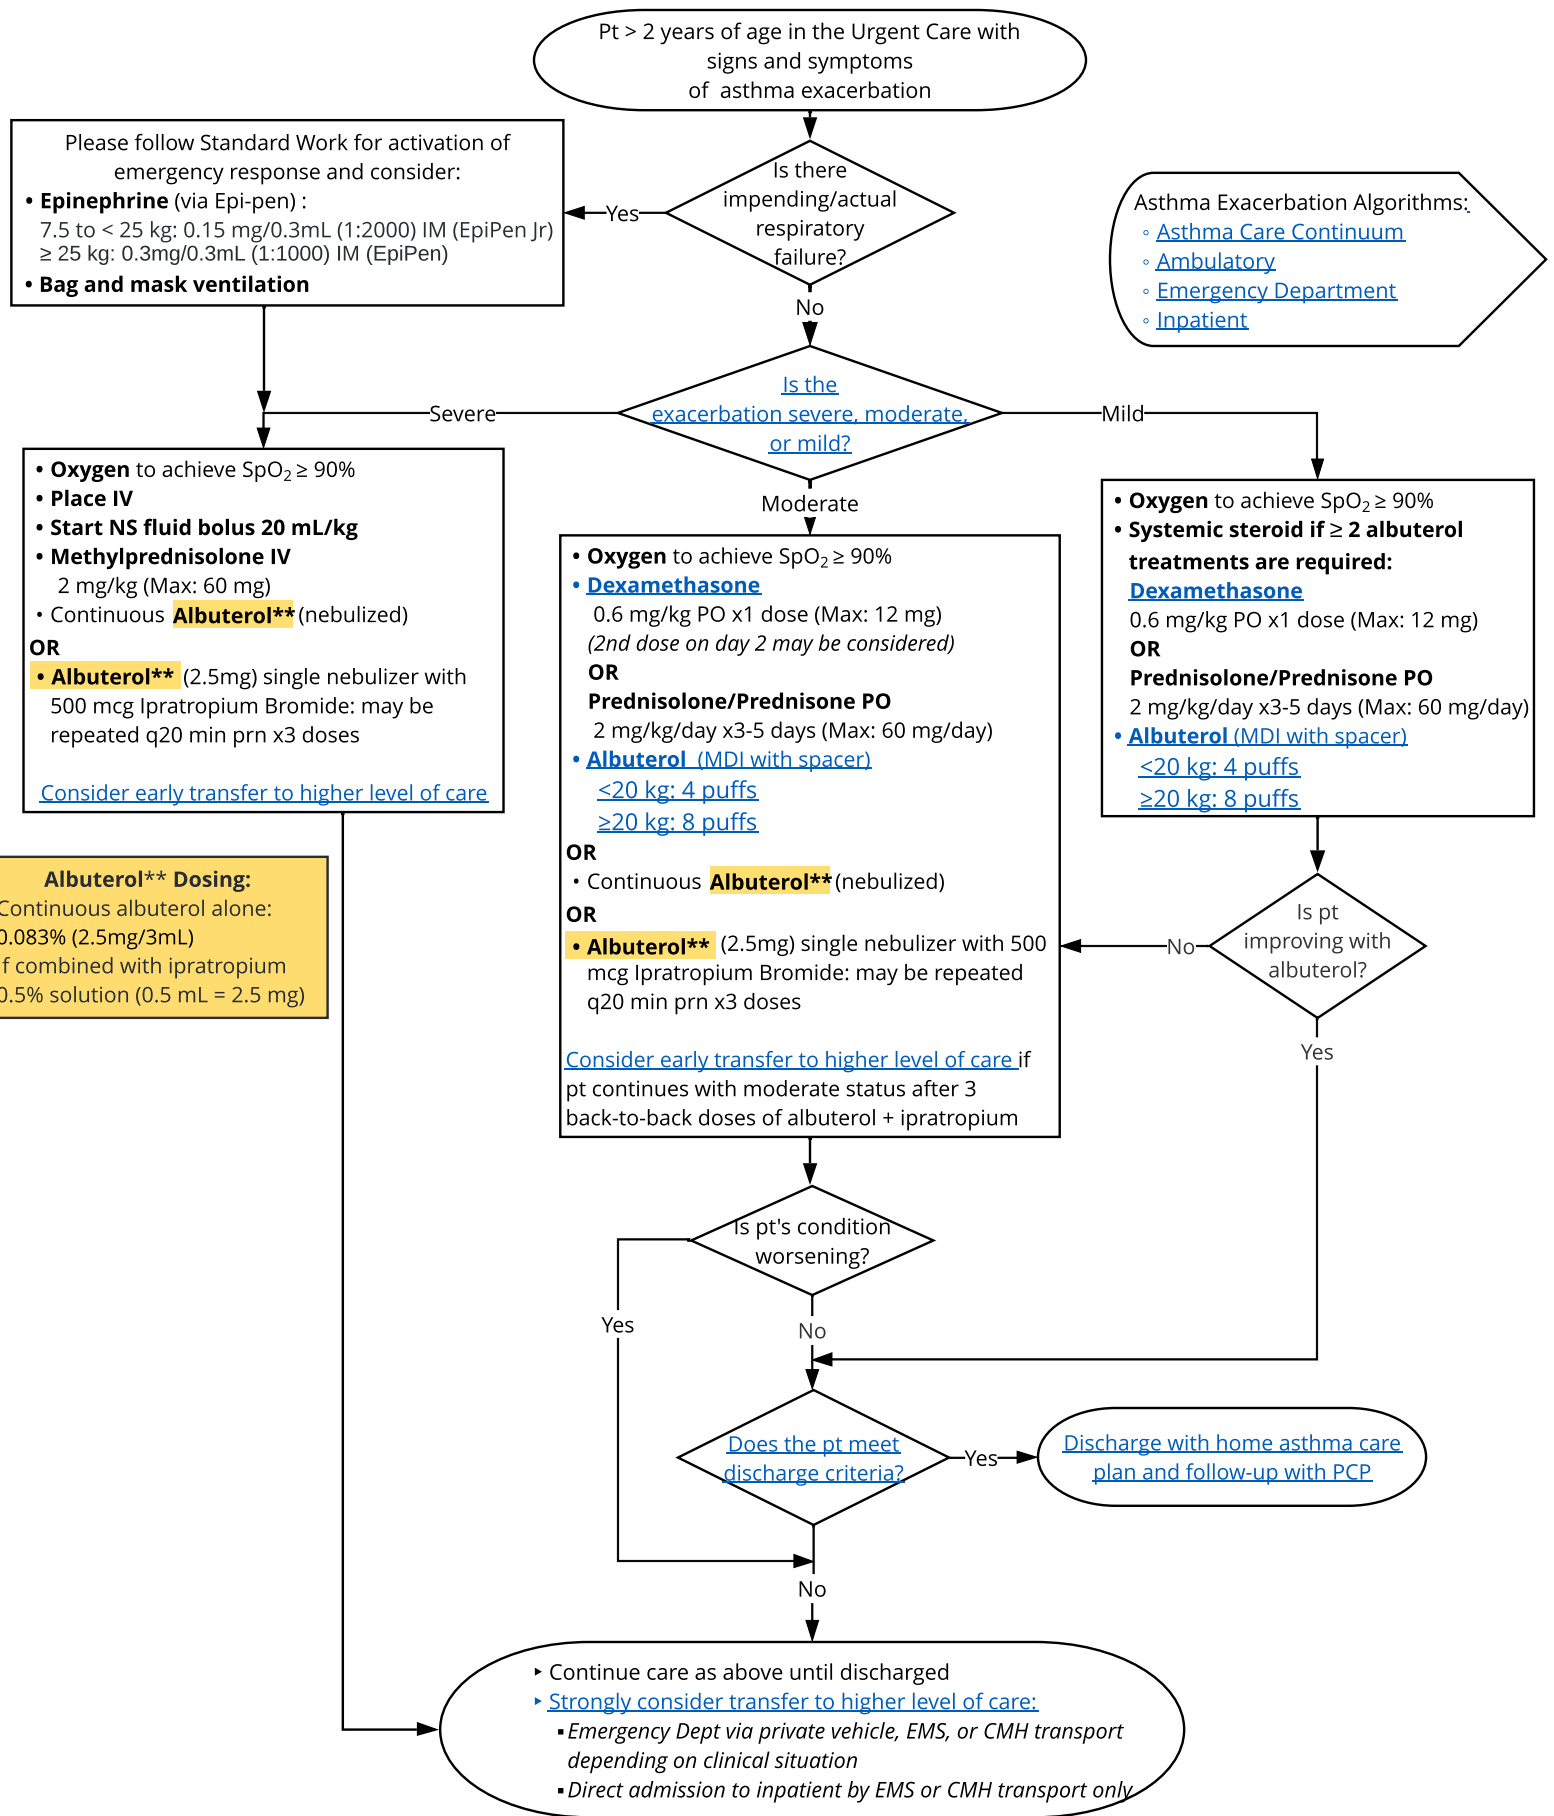 Pt > 2 years of age in the Urgent Care with
signs and symptoms
of  asthma exacerbation
Please follow Standard Work for activation of
emergency response and consider:
• Epinephrine (via Epi-pen) :
7.5 to < 25 kg: 0.15 mg/0.3mL (1:2000) IM (EpiPen Jr)
≥ 25 kg: 0.3mg/0.3mL (1:1000) IM (EpiPen)
• Bag and mask ventilation
Yes
Is there
impending/actual
respiratory
failure?
No
Asthma Exacerbation Algorithms:
◦ Asthma Care Continuum
◦ Ambulatory
◦ Emergency Department
◦ Inpatient
Severe
Is the
exacerbation severe, moderate,
or mild?
Mild
Moderate
• Oxygen to achieve SpO₂ ≥ 90%
• Place IV
• Start NS fluid bolus 20 mL/kg
• Methylprednisolone IV
2 mg/kg (Max: 60 mg)
• Continuous Albuterol** (nebulized)
OR
• Albuterol** (2.5mg) single nebulizer with
500 mcg Ipratropium Bromide: may be
repeated q20 min prn x3 doses
Consider early transfer to higher level of care
• Oxygen to achieve SpO₂ ≥ 90%
• Dexamethasone
0.6 mg/kg PO x1 dose (Max: 12 mg)
(2nd dose on day 2 may be considered)
OR
Prednisolone/Prednisone PO
2 mg/kg/day x3-5 days (Max: 60 mg/day)
• Albuterol  (MDI with spacer)
<20 kg: 4 puffs
≥20 kg: 8 puffs
OR
• Continuous Albuterol** (nebulized)
OR
• Albuterol** (2.5mg) single nebulizer with 500
mcg Ipratropium Bromide: may be repeated
q20 min prn x3 doses
Consider early transfer to higher level of care if
pt continues with moderate status after 3
back-to-back doses of albuterol + ipratropium
• Oxygen to achieve SpO₂ ≥ 90%
• Systemic steroid if ≥ 2 albuterol
treatments are required:
Dexamethasone
0.6 mg/kg PO x1 dose (Max: 12 mg)
OR
Prednisolone/Prednisone PO
2 mg/kg/day x3-5 days (Max: 60 mg/day)
• Albuterol (MDI with spacer)
<20 kg: 4 puffs
≥20 kg: 8 puffs
Albuterol** Dosing:
Continuous albuterol alone:
0.083% (2.5mg/3mL)
If combined with ipratropium
0.5% solution (0.5 mL = 2.5 mg)
No
Is pt
improving with
albuterol?
Yes
Is pt's condition
worsening?
Yes
No
Does the pt meet
discharge criteria?
Yes
Discharge with home asthma care
plan and follow-up with PCP
No
‣ Continue care as above until discharged
‣ Strongly consider transfer to higher level of care:
▪ Emergency Dept via private vehicle, EMS, or CMH transport
depending on clinical situation
▪ Direct admission to inpatient by EMS or CMH transport only